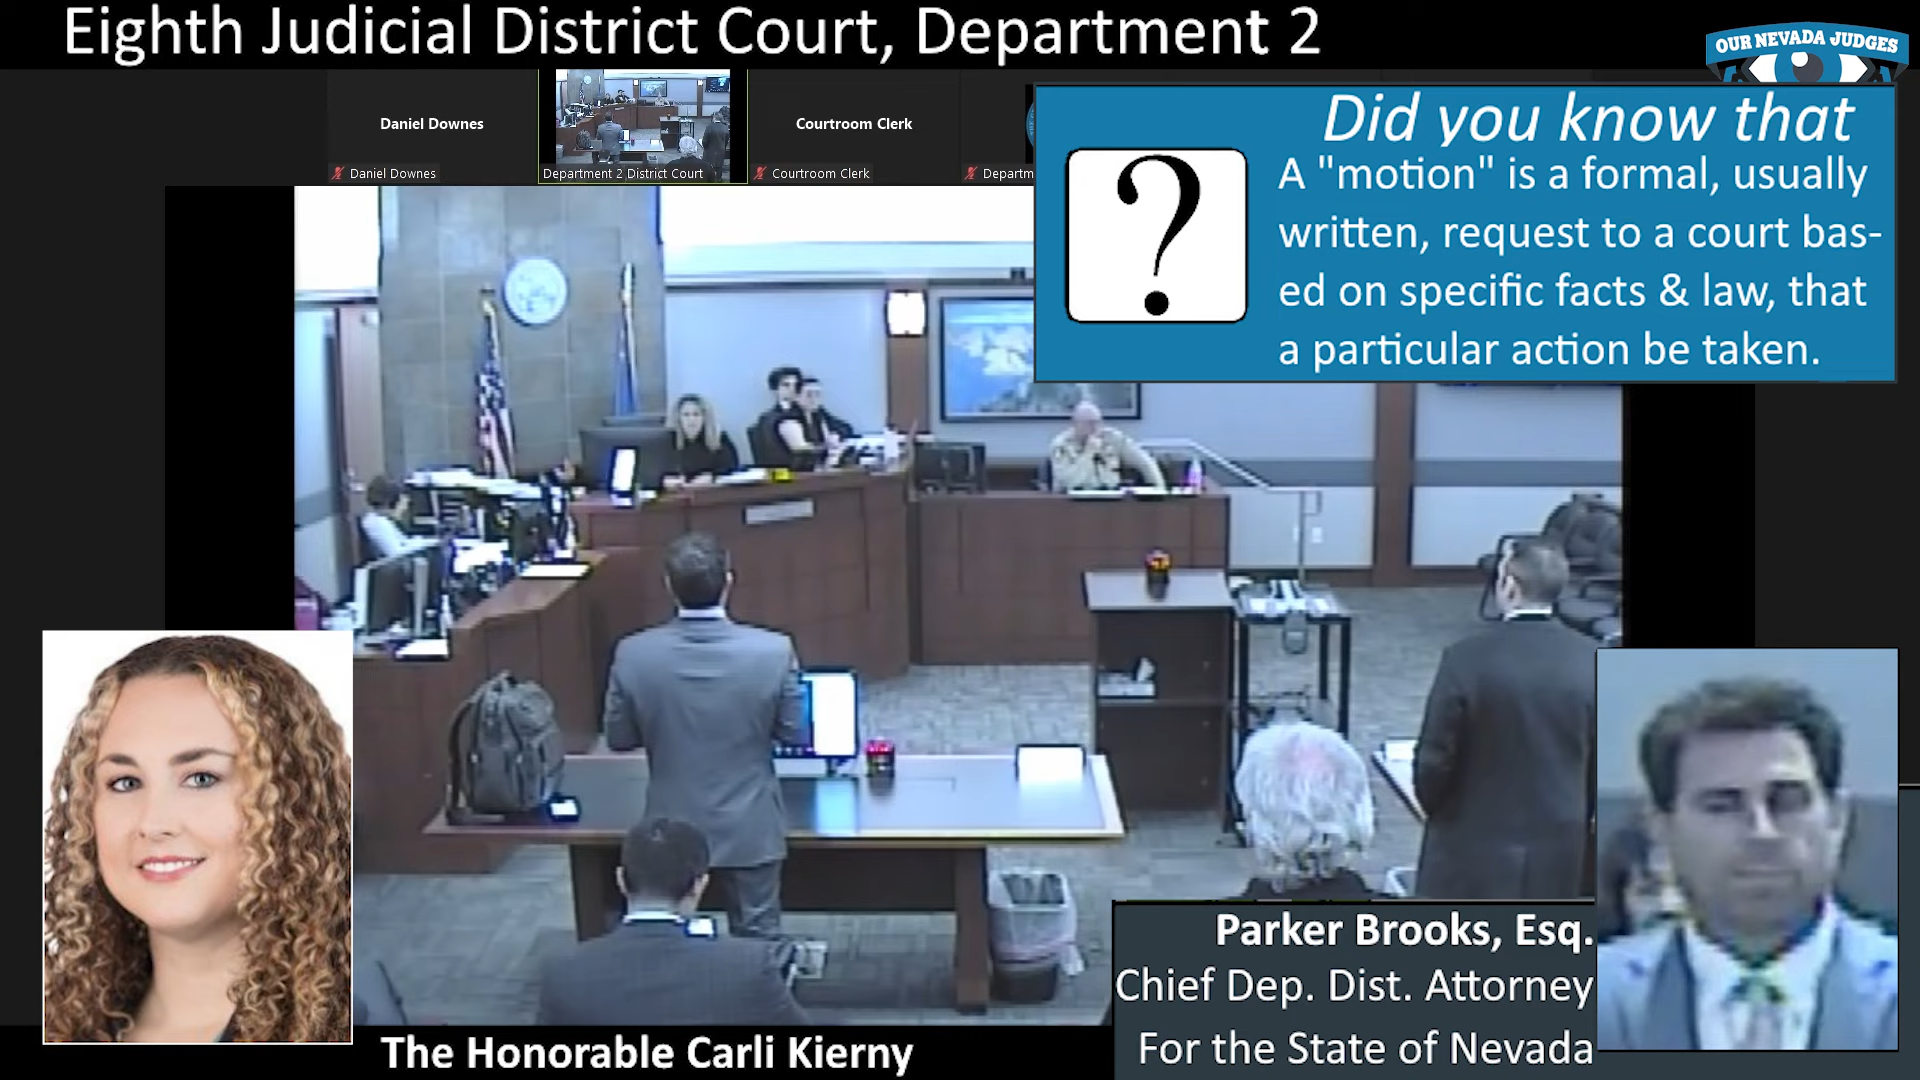 Eighth Judicial District Court, Department 2
OUR NEVADA JUDGES
Daniel Downes
Courtroom Clerk
Daniel Downes
Department 2 District Court
Courtroom Clerk
Departm
Did you know that
?
A "motion" is a formal, usually
written, request to a court bas-
ed on specific facts & law, that
a particular action be taken.
Parker Brooks, Esq.
Chief Dep. Dist. Attorney
For the State of Nevada
The Honorable Carli Kierny